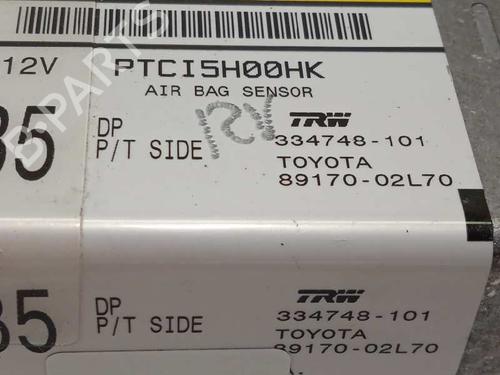 12V
PTCI5H00HK
AIR BAG SENSOR
35
DP
P/T SIDE
TRW
334748-101
TOYOTA
89170-02L70
35
DP
P/T SIDE
TRW
334748-101
TOYOTA
89170-02L70
B PARTS